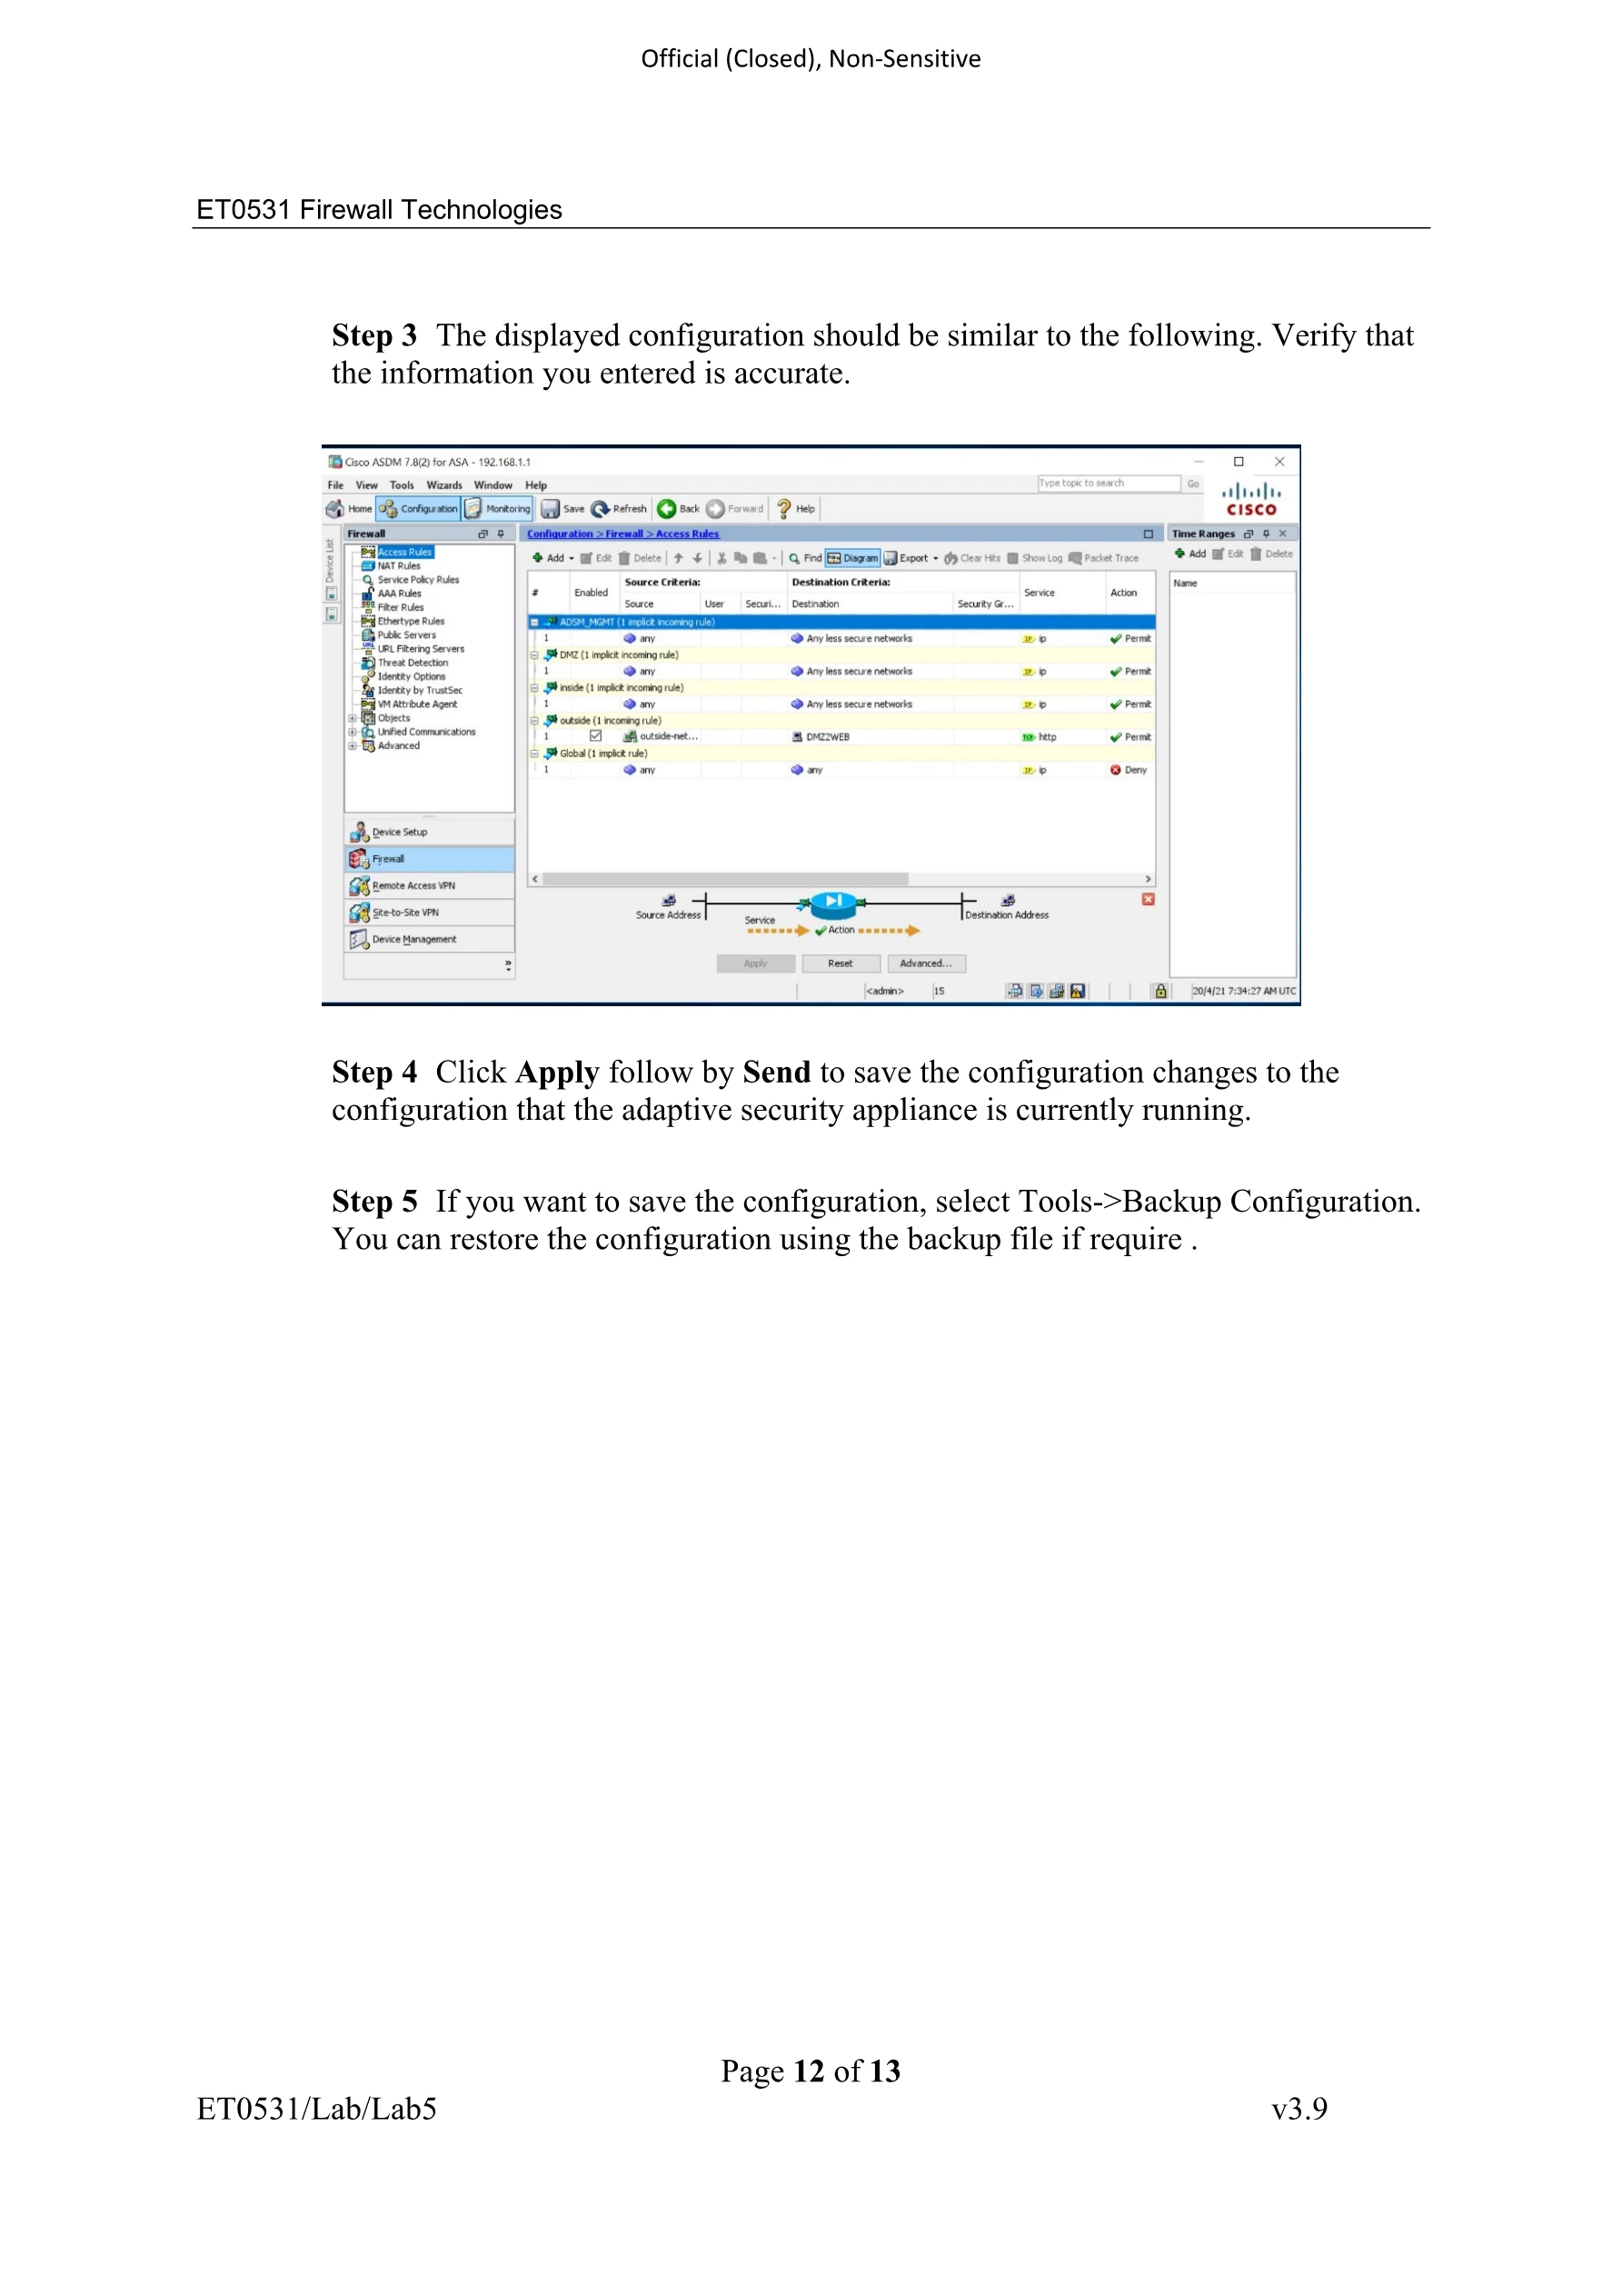 Official (Closed), Non-Sensitive
ET0531 Firewall Technologies
Step 3 The displayed configuration should be similar to the following. Verify that
the information you entered is accurate.
Cisco ASDM 7.8(2) for ASA - 192.168.1.1
File View Tools Wizards Window Help
Type topic to search Go
Home Configuration Monitoring Save Refresh Back Forward Help
CISCO
Device List
Firewall
Access Rules
NAT Rules
Service Policy Rules
AAA Rules
Filter Rules
Ethertype Rules
Public Servers
URL Filtering Servers
Threat Detection
Identity Options
Identity by TrustSec
VM Attribute Agent
Objects
Unified Communications
Advanced
Device Setup
Firewall
Remote Access VPN
Site-to-Site VPN
Device Management
Configuration > Firewall > Access Rules
Add Edit Delete Find Diagram Export Clear Hits Show Log Packet Trace
# Enabled Source Criteria: Destination Criteria: Service Action
Source User Securi... Destination Security Gr...
ADSM_MGMT (1 implicit incoming rule)
1 any Any less secure networks ip Permit
DMZ (1 implicit incoming rule)
1 any Any less secure networks ip Permit
inside (1 implicit incoming rule)
1 any Any less secure networks ip Permit
outside (1 incoming rule)
1 outside-net... DMZ2WEB http Permit
Global (1 implicit rule)
1 any any ip Deny
Source Address Service Action Destination Address
Apply Reset Advanced...
Time Ranges
Add Edit Delete
Name
<admin> 15 20/4/21 7:34:27 AM UTC
Step 4 Click Apply follow by Send to save the configuration changes to the
configuration that the adaptive security appliance is currently running.
Step 5 If you want to save the configuration, select Tools->Backup Configuration.
You can restore the configuration using the backup file if require .
Page 12 of 13
ET0531/Lab/Lab5 v3.9